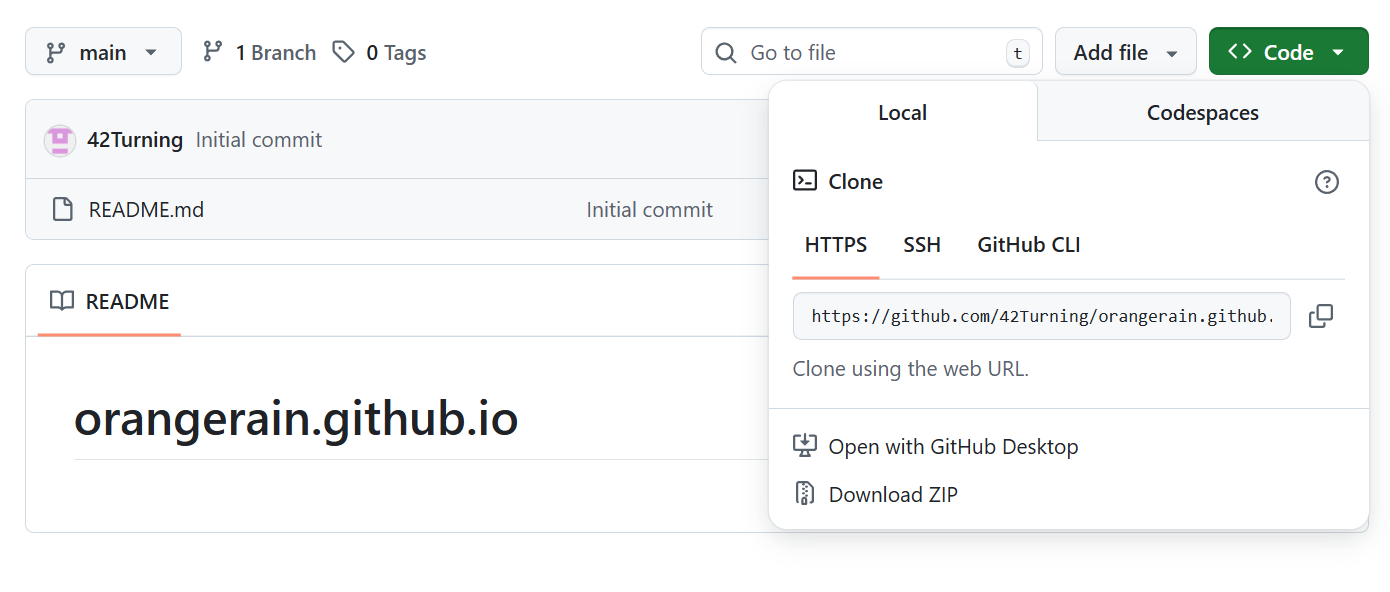 main 1 Branch 0 Tags Go to file t Add file Code
42Turning Initial commit
README.md Initial commit
README
orangerain.github.io
Local Codespaces
Clone
HTTPS SSH GitHub CLI
https://github.com/42Turning/orangerain.github.
Clone using the web URL.
Open with GitHub Desktop
Download ZIP